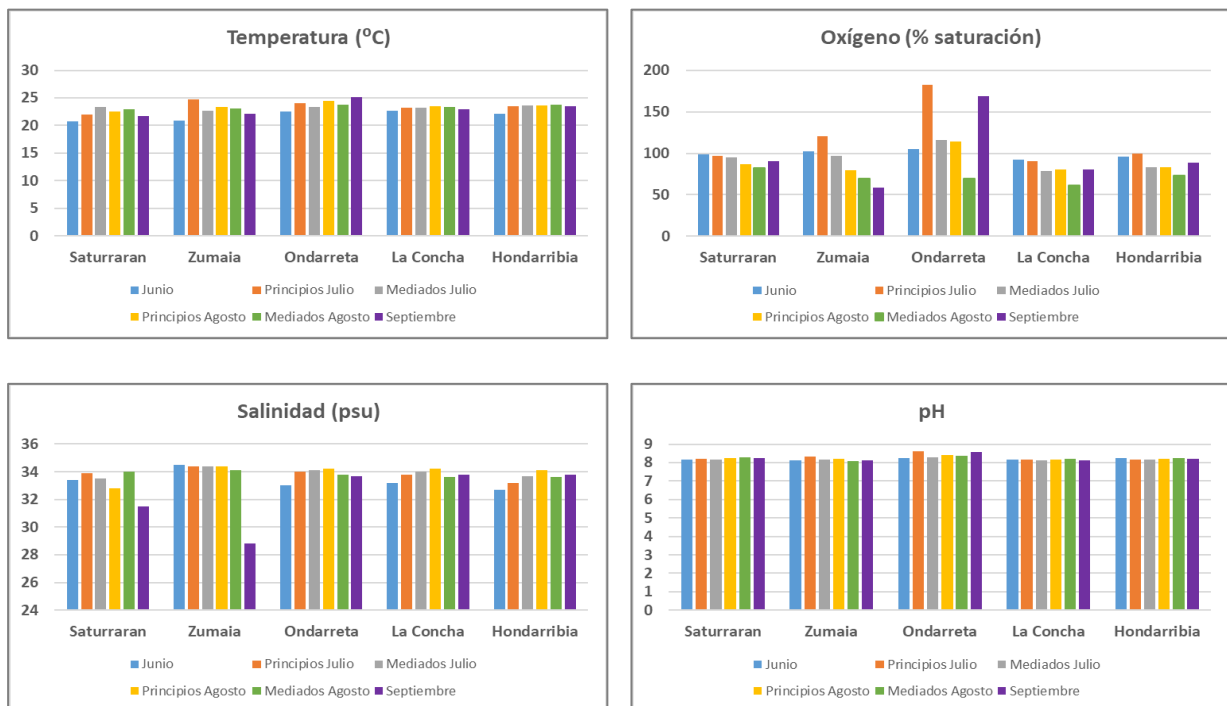 Temperatura (ºC)
30
25
20
15
10
5
0
Saturraran Zumaia Ondarreta La Concha Hondarribia
Junio Principios Julio Mediados Julio
Principios Agosto Mediados Agosto Septiembre
Oxígeno (% saturación)
200
150
100
50
0
Saturraran Zumaia Ondarreta La Concha Hondarribia
Junio Principios Julio Mediados Julio
Principios Agosto Mediados Agosto Septiembre
Salinidad (psu)
36
34
32
30
28
26
24
Saturraran Zumaia Ondarreta La Concha Hondarribia
Junio Principios Julio Mediados Julio
Principios Agosto Mediados Agosto Septiembre
pH
9
8
7
6
5
4
3
2
1
0
Saturraran Zumaia Ondarreta La Concha Hondarribia
Junio Principios Julio Mediados Julio
Principios Agosto Mediados Agosto Septiembre